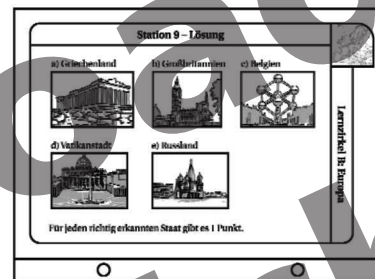 Station 9 – Lösung
a) Griechenland
b) Großbritannien
c) Belgien
d) Vatikanstadt
e) Russland
Für jeden richtig erkannten Staat gibt es 1 Punkt.
Lernzirkel II: Europa